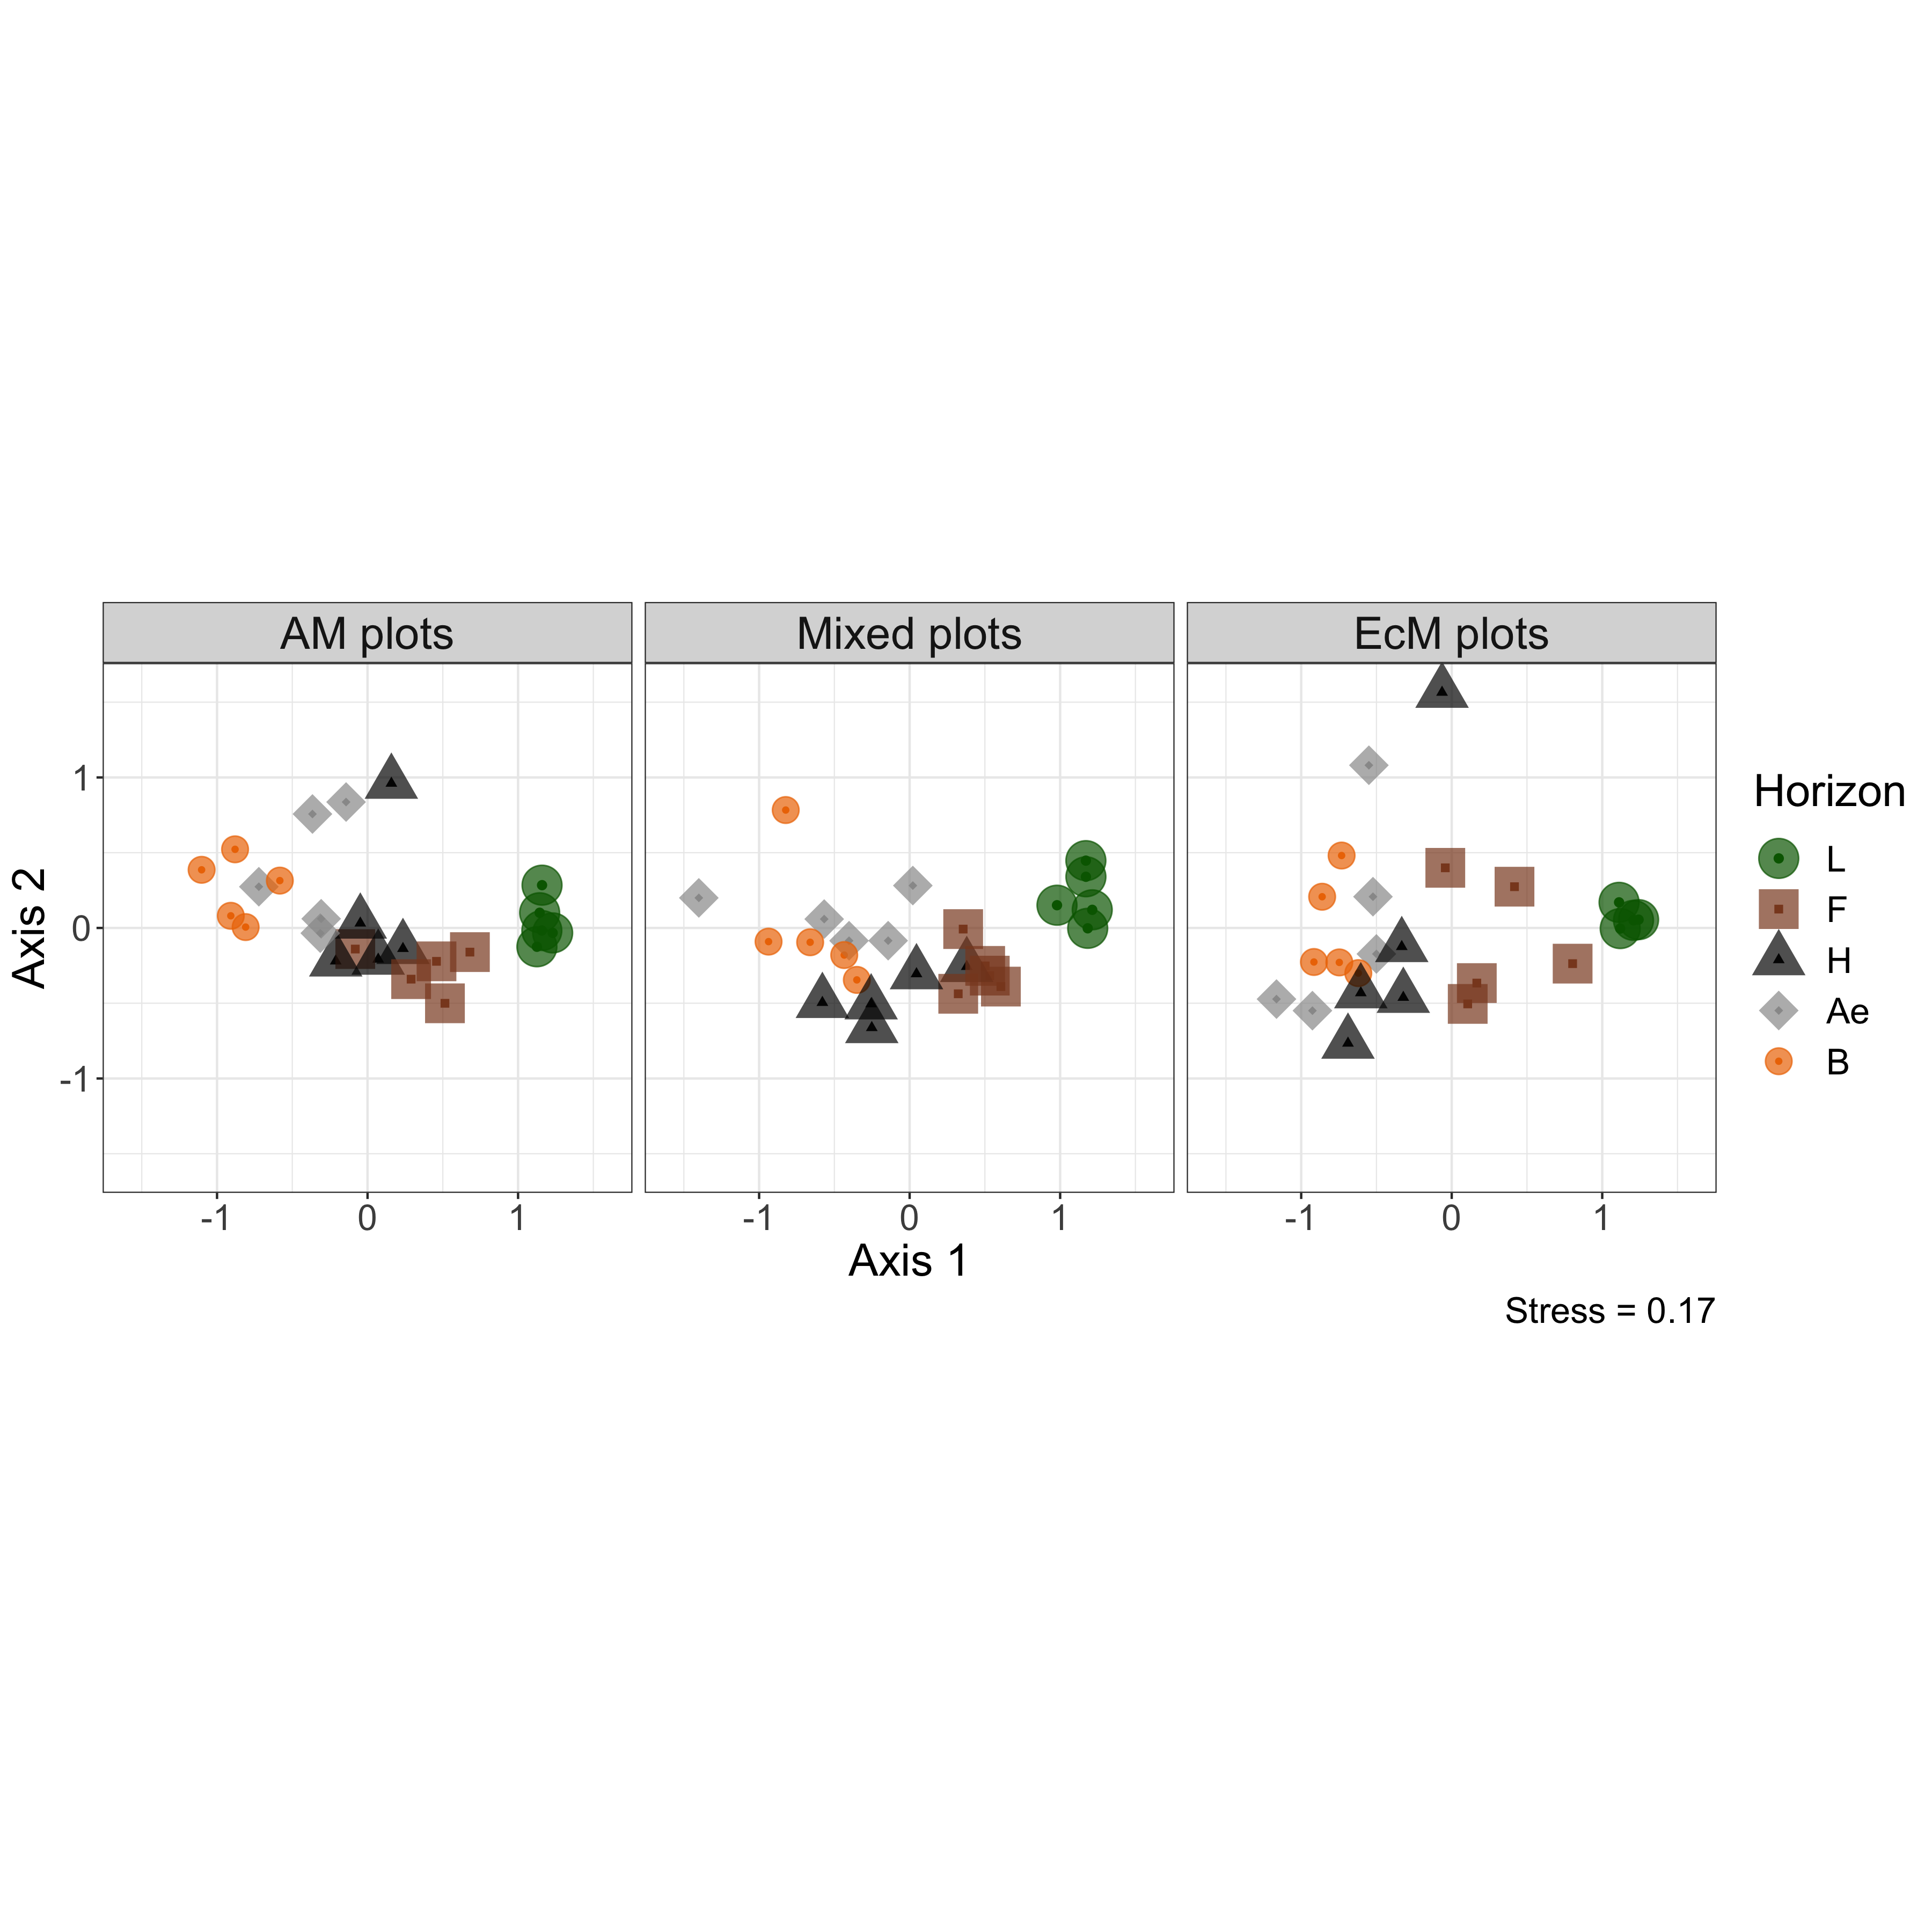 AM plots
Mixed plots
EcM plots
1
0
-1
Axis 2
-1 0 1
-1 0 1
-1 0 1
Axis 1
Stress = 0.17
Horizon
L
F
H
Ae
B